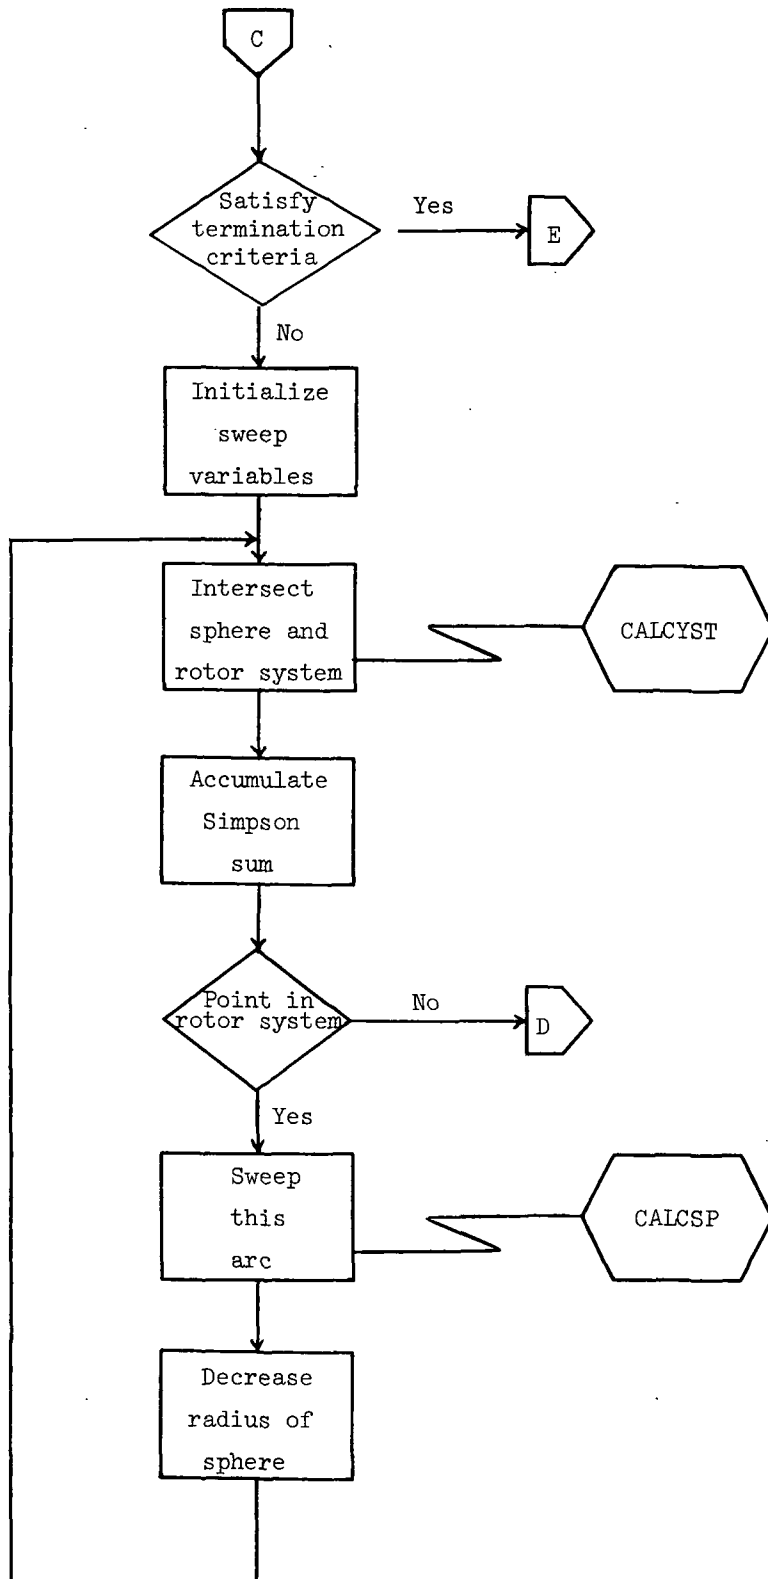 C
Satisfy
termination
criteria
Yes
E
No
Initialize
sweep
variables
Intersect
sphere and
rotor system
CALCYST
Accumulate
Simpson
sum
Point in
rotor system
No
D
Yes
Sweep
this
arc
CALCSP
Decrease
radius of
sphere